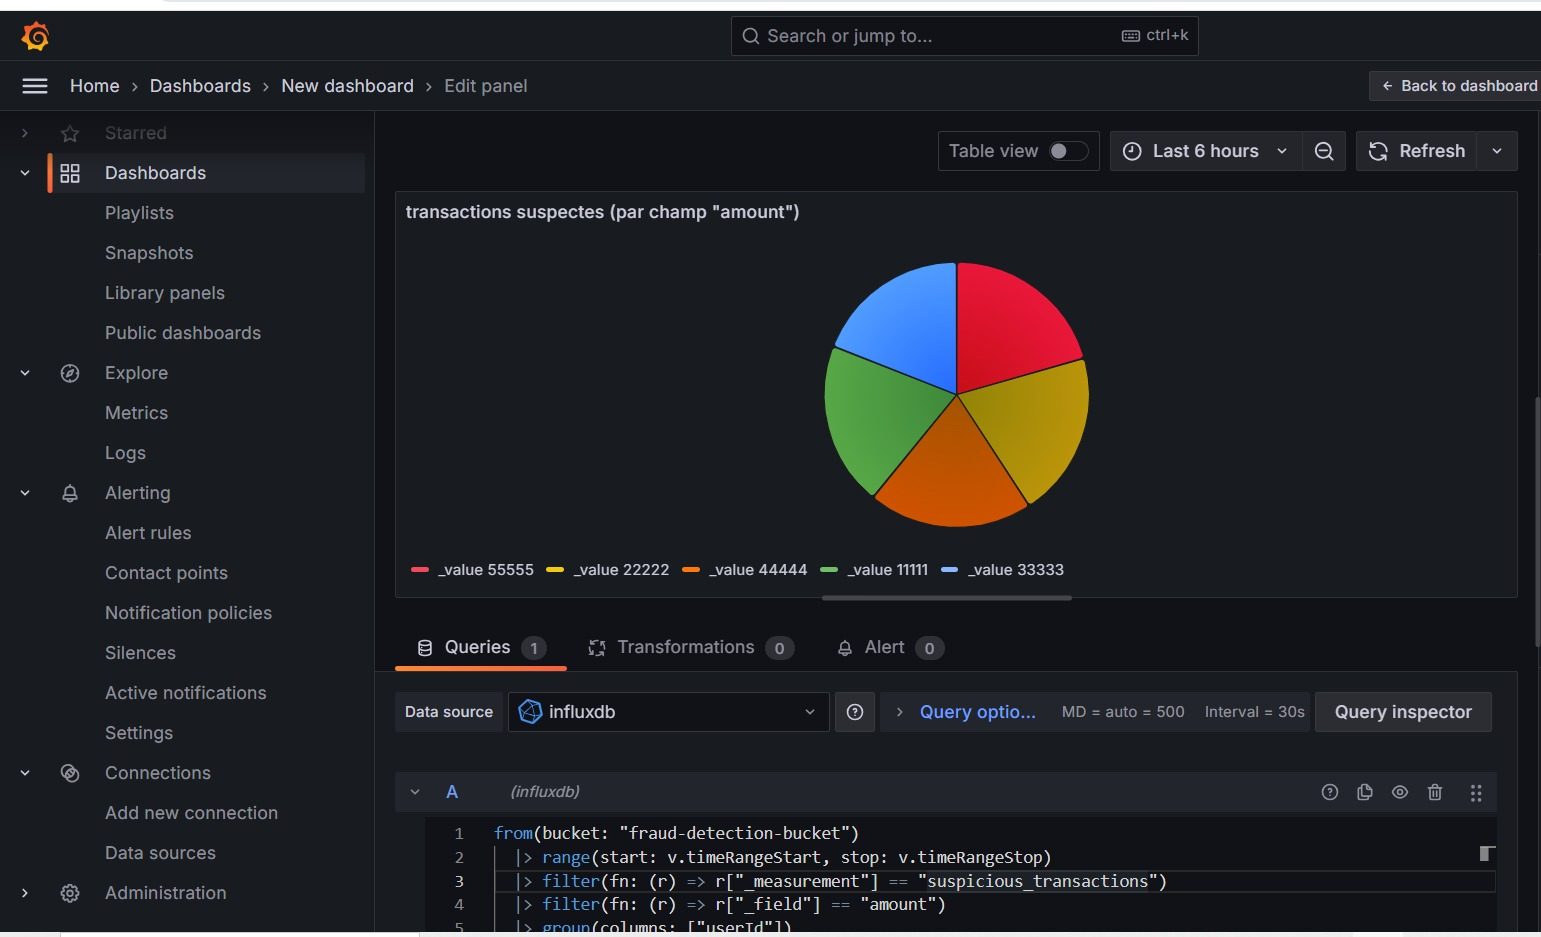 Search or jump to...
ctrl+k
Home › Dashboards › New dashboard › Edit panel
← Back to dashboard
Starred
Dashboards
Playlists
Snapshots
Library panels
Public dashboards
Explore
Metrics
Logs
Alerting
Alert rules
Contact points
Notification policies
Silences
Active notifications
Settings
Connections
Add new connection
Data sources
Administration
Table view
Last 6 hours
Refresh
transactions suspectes (par champ "amount")
_value 55555 _value 22222 _value 44444 _value 11111 _value 33333
Queries 1 Transformations 0 Alert 0
Data source influxdb Query optio... MD = auto = 500 Interval = 30s Query inspector
A (influxdb)
1 from(bucket: "fraud-detection-bucket")
2 |> range(start: v.timeRangeStart, stop: v.timeRangeStop)
3 |> filter(fn: (r) => r["_measurement"] == "suspicious_transactions")
4 |> filter(fn: (r) => r["_field"] == "amount")
5 |> group(columns: ["userId"])